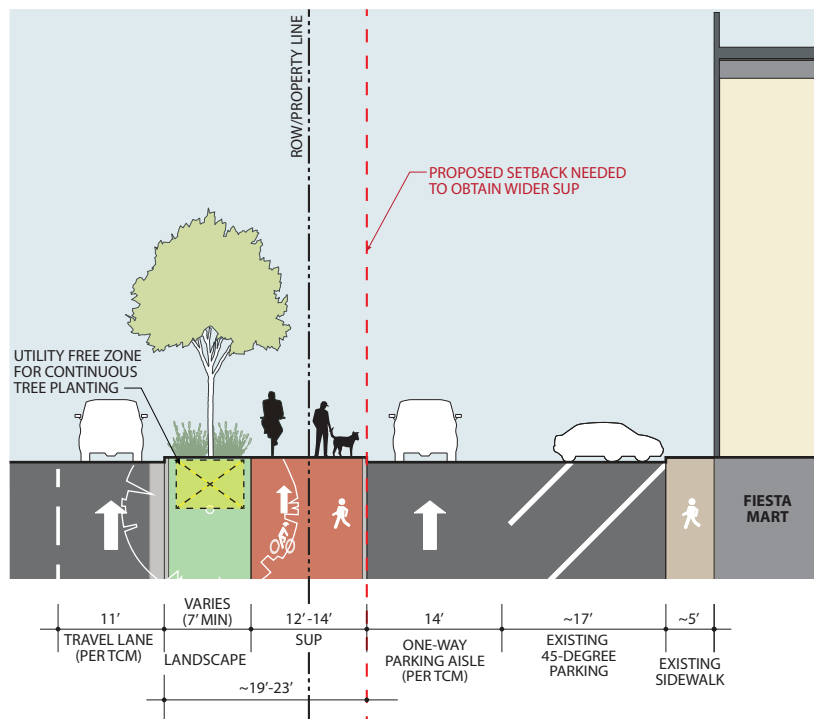 ROW/PROPERTY LINE
PROPOSED SETBACK NEEDED
TO OBTAIN WIDER SUP
UTILITY FREE ZONE
FOR CONTINUOUS
TREE PLANTING
FIESTA
MART
11'
TRAVEL LANE
(PER TCM)
VARIES
(7' MIN)
LANDSCAPE
12'-14'
SUP
14'
ONE-WAY
PARKING AISLE
(PER TCM)
~17'
EXISTING
45-DEGREE
PARKING
~5'
EXISTING
SIDEWALK
~19'-23'